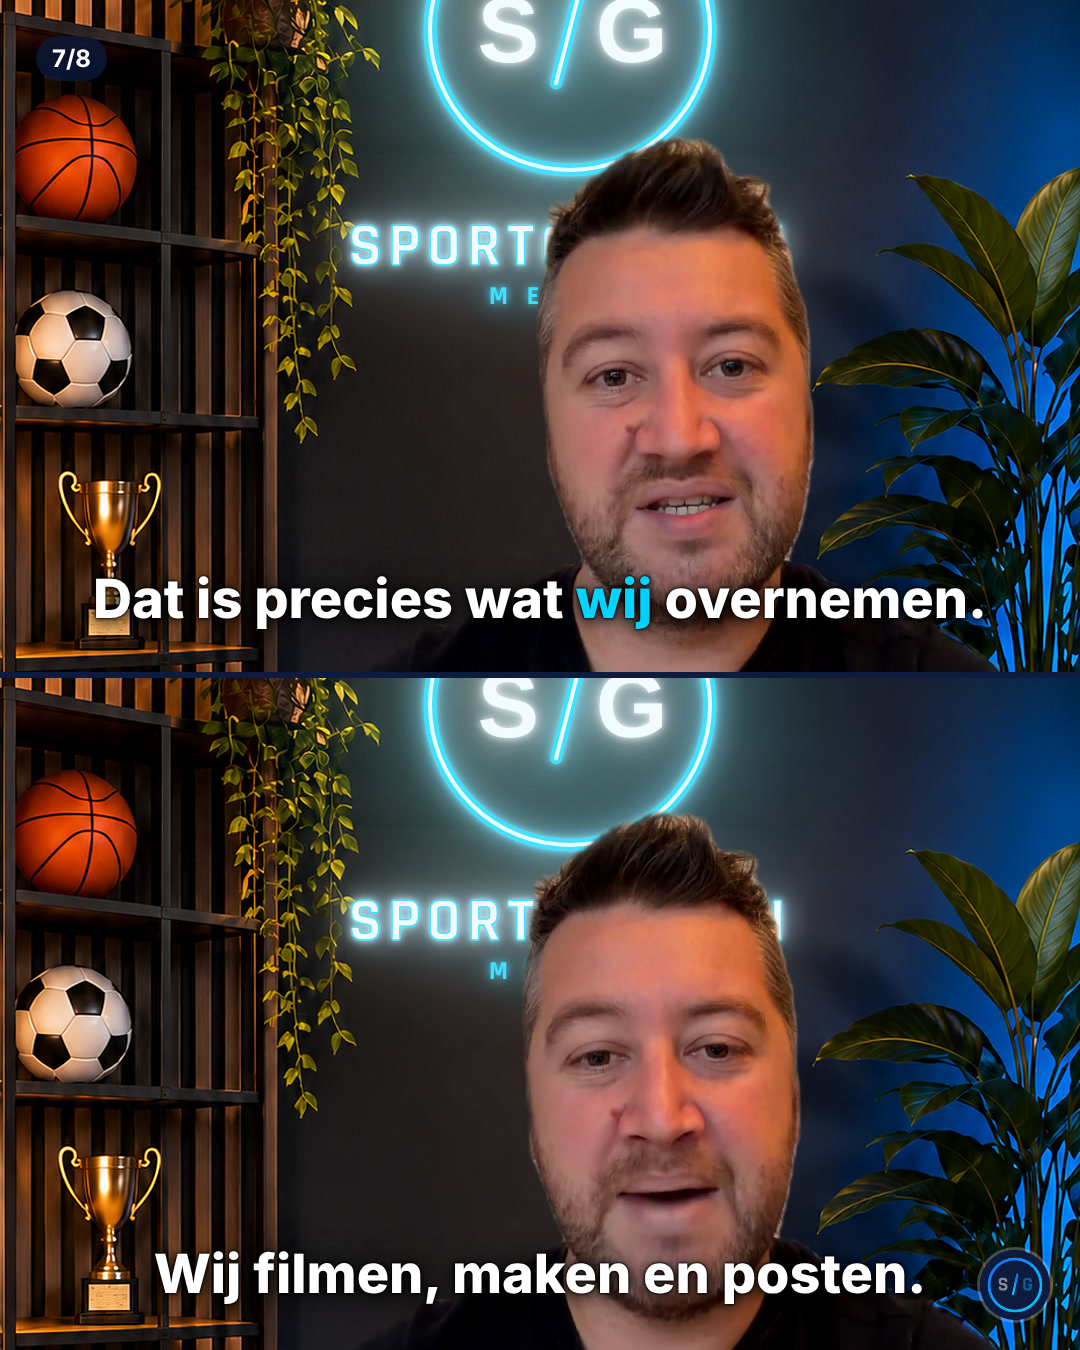 S/G
7/8
SPORT
M E
Dat is precies wat wij overnemen.
S/G
SPORT
M
Wij filmen, maken en posten.
S/G